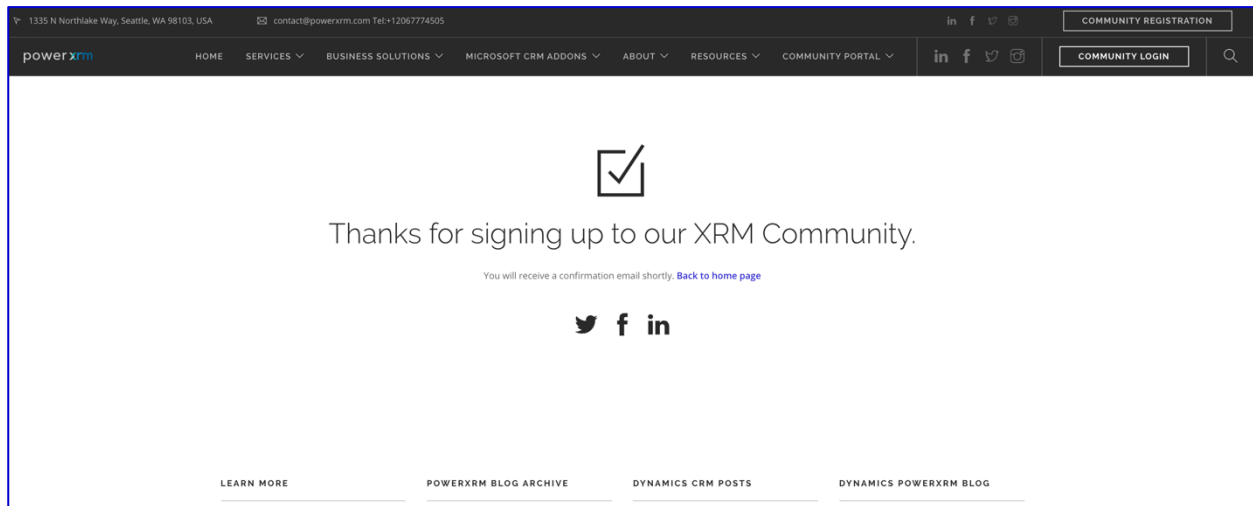 1335 N Northlake Way, Seattle, WA 98103, USA contact@powerxrm.com Tel:+12067774505 COMMUNITY REGISTRATION
powerxrm HOME SERVICES BUSINESS SOLUTIONS MICROSOFT CRM ADDONS ABOUT RESOURCES COMMUNITY PORTAL COMMUNITY LOGIN
Thanks for signing up to our XRM Community.
You will receive a confirmation email shortly. Back to home page
LEARN MORE POWERXRM BLOG ARCHIVE DYNAMICS CRM POSTS DYNAMICS POWERXRM BLOG